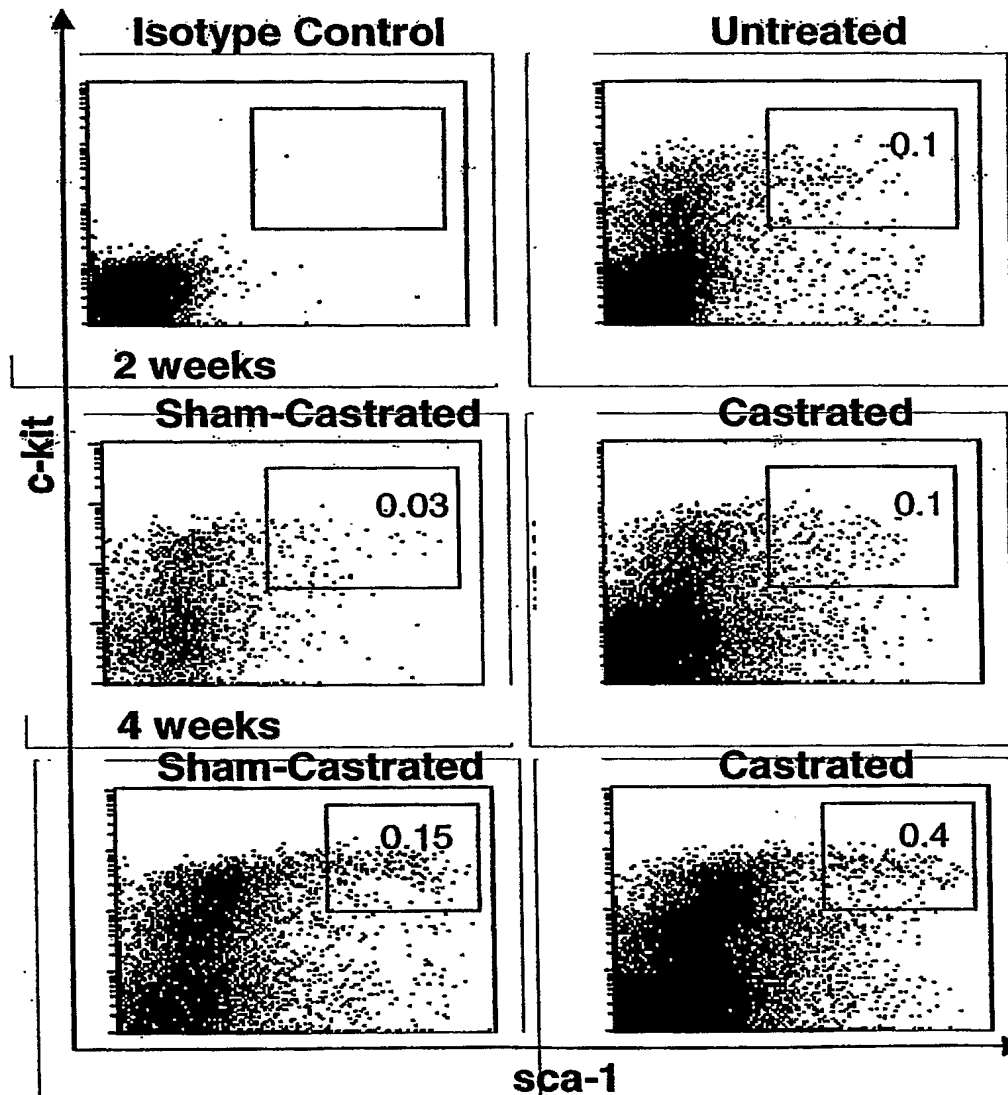 Isotype Control
Untreated
-0.1
2 weeks
Sham-Castrated
Castrated
0.03
0.1
4 weeks
Sham-Castrated
Castrated
0.15
0.4
c-kit
sca-1